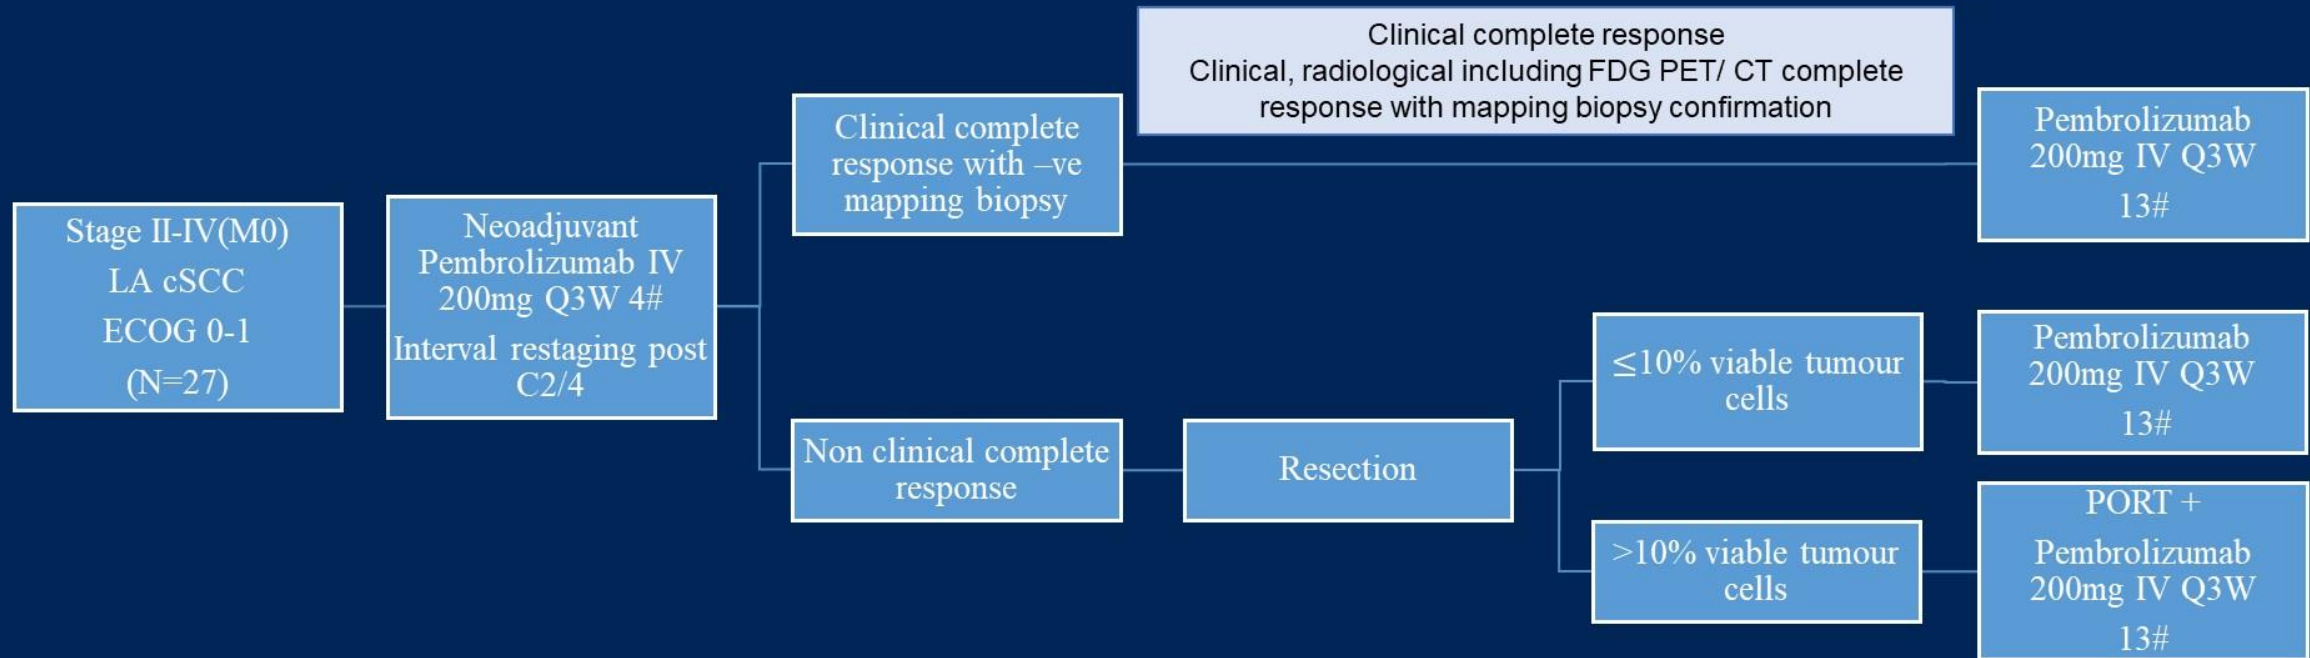 Stage II-IV(M0)
LA cSCC
ECOG 0-1
(N=27)
Neoadjuvant
Pembrolizumab IV
200mg Q3W 4#
Interval restaging post
C2/4
Clinical complete
response with –ve
mapping biopsy
Clinical complete response
Clinical, radiological including FDG PET/ CT complete
response with mapping biopsy confirmation
Pembrolizumab
200mg IV Q3W
13#
Non clinical complete
response
Resection
≤10% viable tumour
cells
Pembrolizumab
200mg IV Q3W
13#
>10% viable tumour
cells
PORT +
Pembrolizumab
200mg IV Q3W
13#